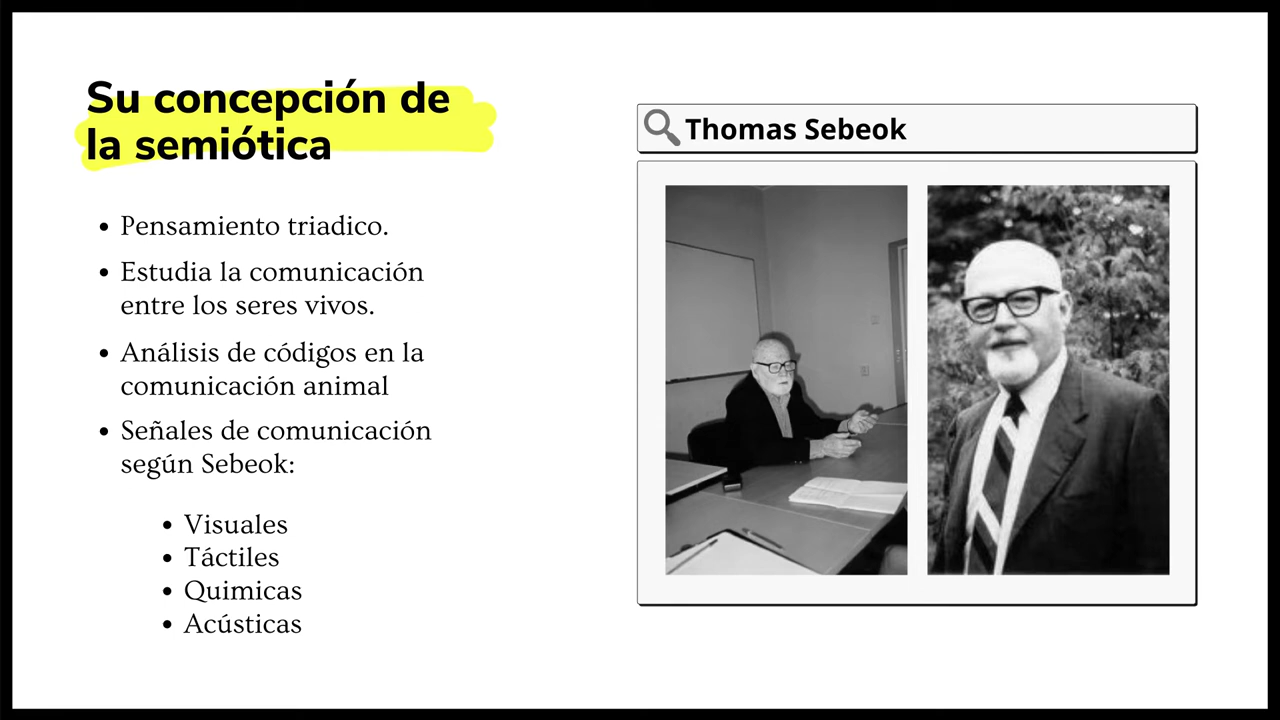 Su concepción de
la semiótica
• Pensamiento triadico.
• Estudia la comunicación
entre los seres vivos.
• Análisis de códigos en la
comunicación animal
• Señales de comunicación
según Sebeok:
• Visuales
• Táctiles
• Quimicas
• Acústicas
Thomas Sebeok